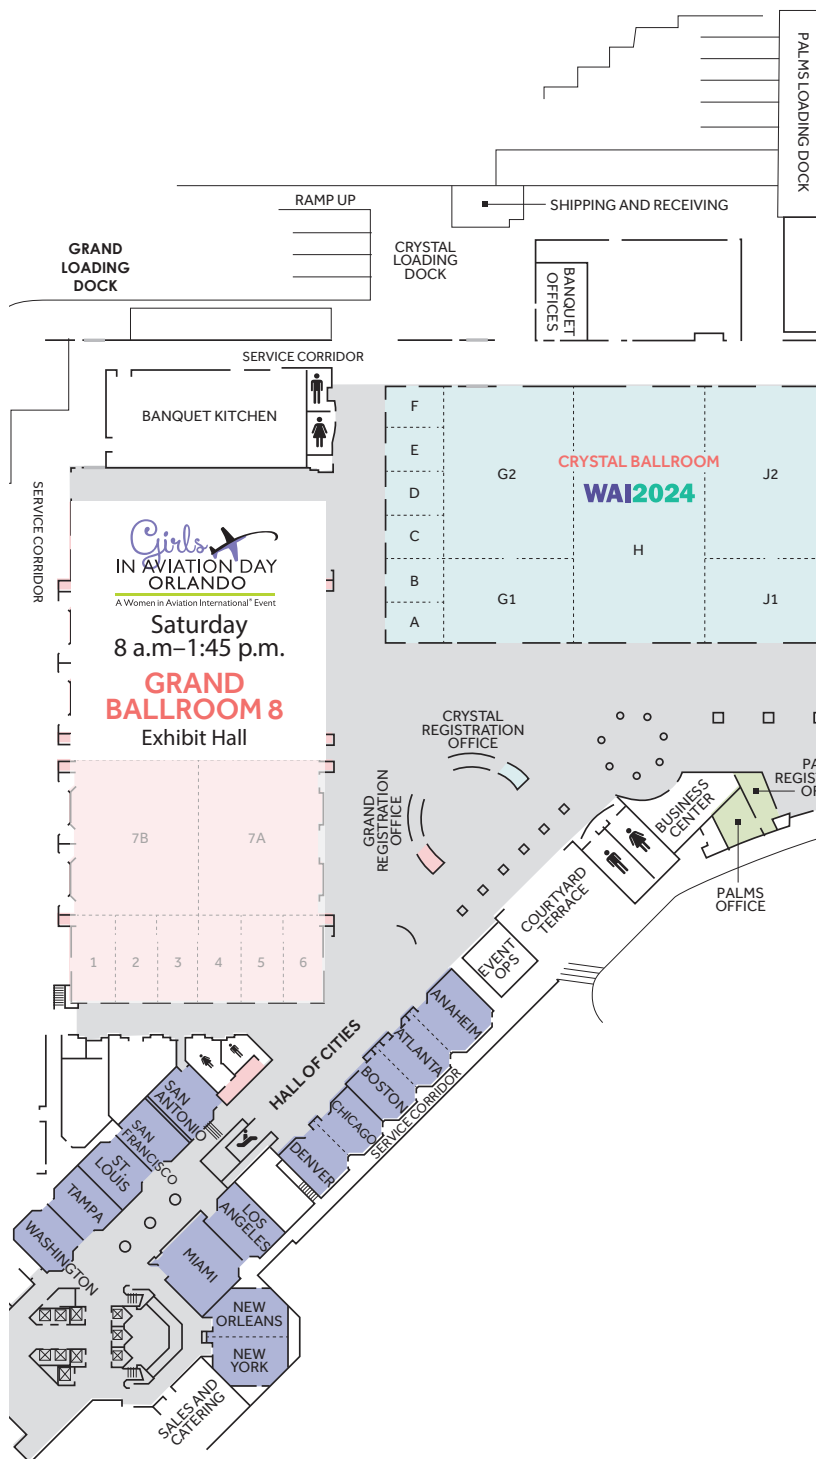 PALMS LOADING DOCK
RAMP UP
SHIPPING AND RECEIVING
GRAND
LOADING
DOCK
CRYSTAL
LOADING
DOCK
BANQUET
OFFICES
SERVICE CORRIDOR
BANQUET KITCHEN
SERVICE CORRIDOR
F
E
D
C
B
A
G2
G1
CRYSTAL BALLROOM
WAI2024
H
J2
J1
Girls
IN AVIATION DAY
ORLANDO
A Women in Aviation International® Event
Saturday
8 a.m–1:45 p.m.
GRAND
BALLROOM 8
Exhibit Hall
7B
7A
1
2
3
4
5
6
CRYSTAL
REGISTRATION
OFFICE
GRAND
REGISTRATION
OFFICE
BUSINESS
CENTER
PA
REGIST
OF
PALMS
OFFICE
COURTYARD
TERRACE
EVENT
OPS
HALL OF CITIES
ANAHEIM
ATLANTA
BOSTON
CHICAGO
DENVER
SERVICE CORRIDOR
SAN
ANTONIO
SAN
FRANCISCO
ST.
LOUIS
TAMPA
WASHINGTON
LOS
ANGELES
MIAMI
NEW
ORLEANS
NEW
YORK
SALES AND
CATERING